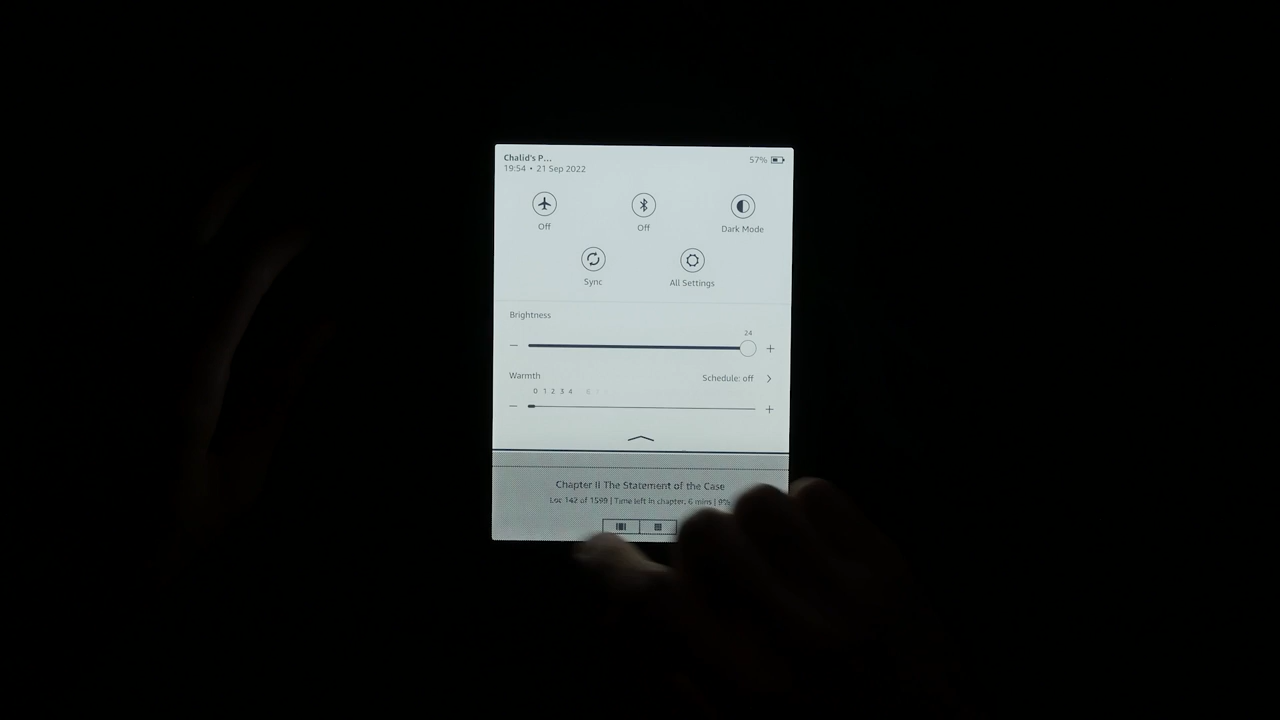 Chalid's P...
57%
19:54 • 21 Sep 2022
Off
Off
Dark Mode
Sync
All Settings
Brightness
24
Warmth
Schedule: off
0 1 2 3 4
Chapter II The Statement of the Case
Loc 142 of 1599 | Time left in chapter: 6 mins | 9%